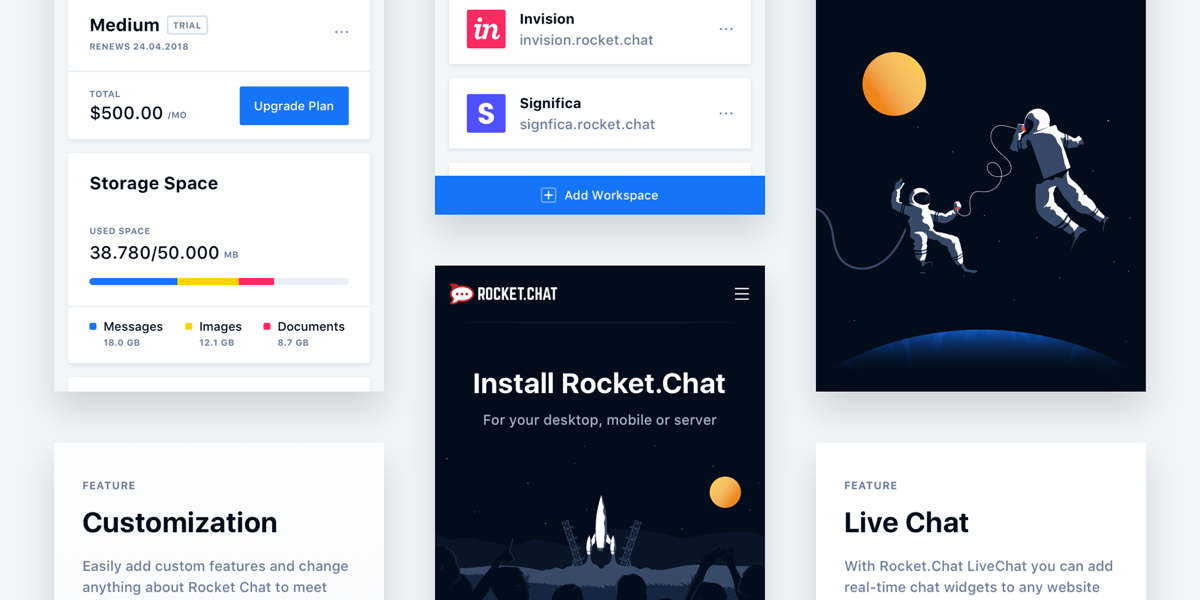 Medium TRIAL
RENEWS 24.04.2018
TOTAL
$500.00 /MO
Upgrade Plan
Storage Space
USED SPACE
38.780/50.000 MB
Messages
18.0 GB
Images
12.1 GB
Documents
8.7 GB
FEATURE
Customization
Easily add custom features and change
anything about Rocket Chat to meet
in
Invision
invision.rocket.chat
S
Significa
signfica.rocket.chat
Add Workspace
ROCKET.CHAT
Install Rocket.Chat
For your desktop, mobile or server
FEATURE
Live Chat
With Rocket.Chat LiveChat you can add
real-time chat widgets to any website